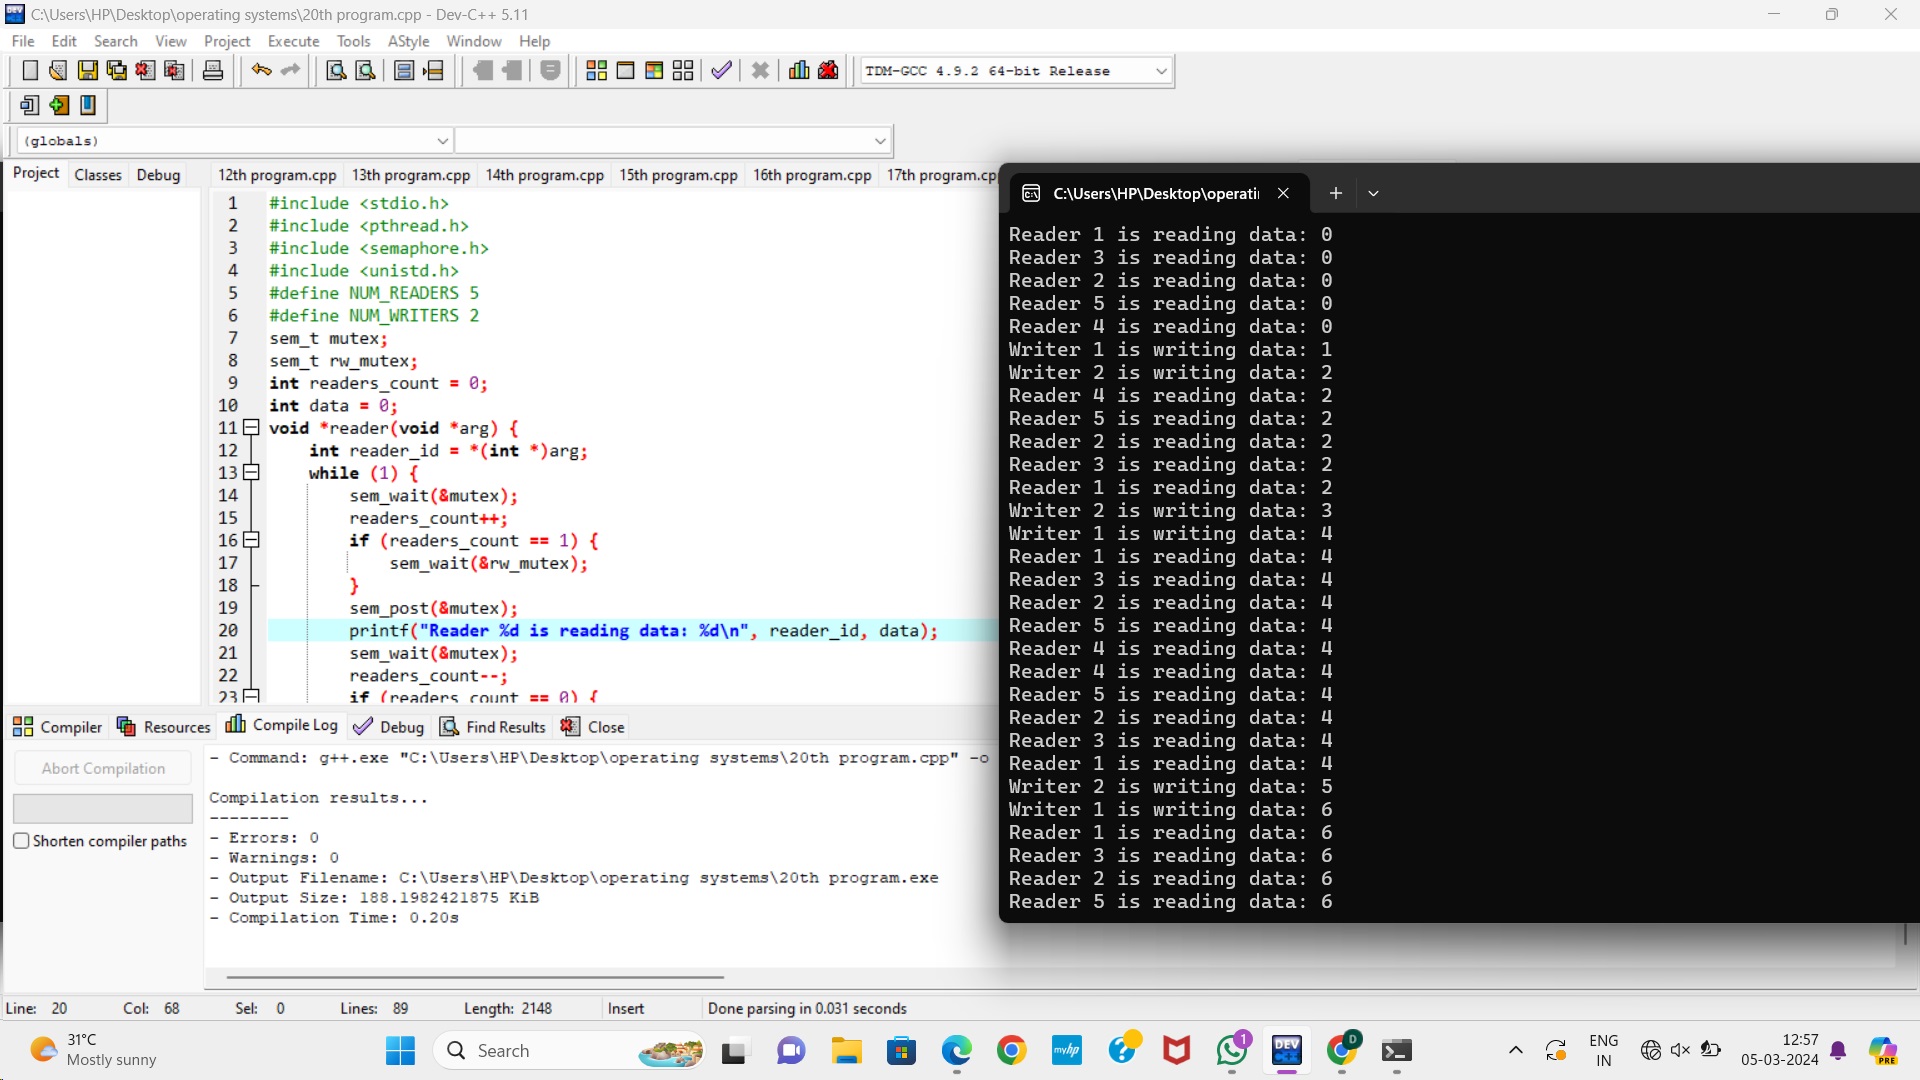 C:\Users\HP\Desktop\operating systems\20th program.cpp - Dev-C++ 5.11
File Edit Search View Project Execute Tools AStyle Window Help
TDM-GCC 4.9.2 64-bit Release
(globals)
Project Classes Debug
12th program.cpp 13th program.cpp 14th program.cpp 15th program.cpp 16th program.cpp 17th program.cp
1 #include <stdio.h>
2 #include <pthread.h>
3 #include <semaphore.h>
4 #include <unistd.h>
5 #define NUM_READERS 5
6 #define NUM_WRITERS 2
7 sem_t mutex;
8 sem_t rw_mutex;
9 int readers_count = 0;
10 int data = 0;
11 void *reader(void *arg) {
12 int reader_id = *(int *)arg;
13 while (1) {
14 sem_wait(&mutex);
15 readers_count++;
16 if (readers_count == 1) {
17 sem_wait(&rw_mutex);
18 }
19 sem_post(&mutex);
20 printf("Reader %d is reading data: %d\n", reader_id, data);
21 sem_wait(&mutex);
22 readers_count--;
23 if (readers_count == 0) {
C:\Users\HP\Desktop\operati
Reader 1 is reading data: 0
Reader 3 is reading data: 0
Reader 2 is reading data: 0
Reader 5 is reading data: 0
Reader 4 is reading data: 0
Writer 1 is writing data: 1
Writer 2 is writing data: 2
Reader 4 is reading data: 2
Reader 5 is reading data: 2
Reader 2 is reading data: 2
Reader 3 is reading data: 2
Reader 1 is reading data: 2
Writer 2 is writing data: 3
Writer 1 is writing data: 4
Reader 1 is reading data: 4
Reader 3 is reading data: 4
Reader 2 is reading data: 4
Reader 5 is reading data: 4
Reader 4 is reading data: 4
Reader 4 is reading data: 4
Reader 5 is reading data: 4
Reader 2 is reading data: 4
Reader 3 is reading data: 4
Reader 1 is reading data: 4
Writer 2 is writing data: 5
Writer 1 is writing data: 6
Reader 1 is reading data: 6
Reader 3 is reading data: 6
Reader 2 is reading data: 6
Reader 5 is reading data: 6
Compiler Resources Compile Log Debug Find Results Close
Abort Compilation
Shorten compiler paths
- Command: g++.exe "C:\Users\HP\Desktop\operating systems\20th program.cpp" -o
Compilation results...
--------
- Errors: 0
- Warnings: 0
- Output Filename: C:\Users\HP\Desktop\operating systems\20th program.exe
- Output Size: 188.1982421875 KiB
- Compilation Time: 0.20s
Line: 20 Col: 68 Sel: 0 Lines: 89 Length: 2148 Insert Done parsing in 0.031 seconds
31°C
Mostly sunny
Search
myhp
1
DEV
D
PRE
ENG
IN
12:57
05-03-2024